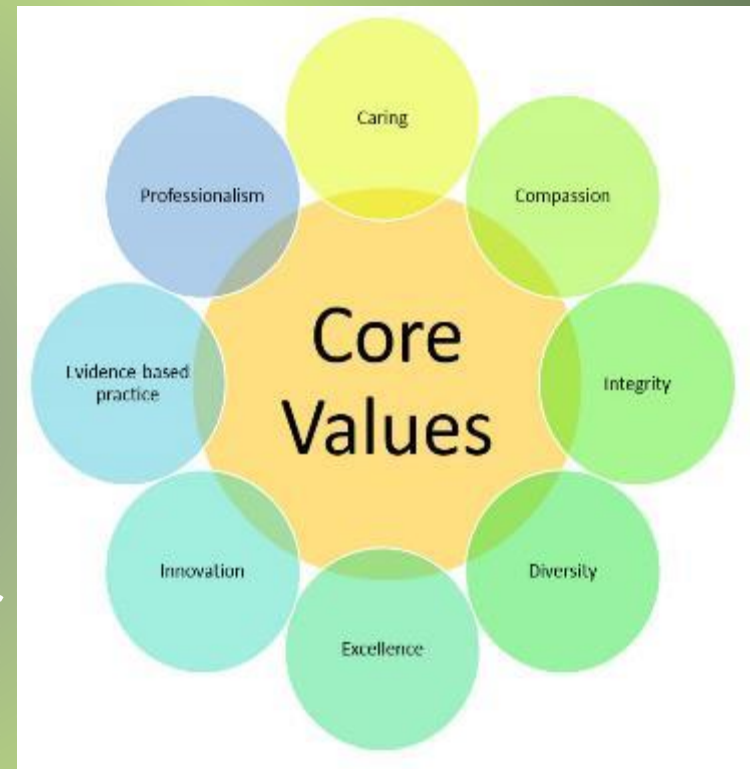 Caring
Compassion
Integrity
Diversity
Excellence
Innovation
Evidence based
practice
Professionalism
Core
Values